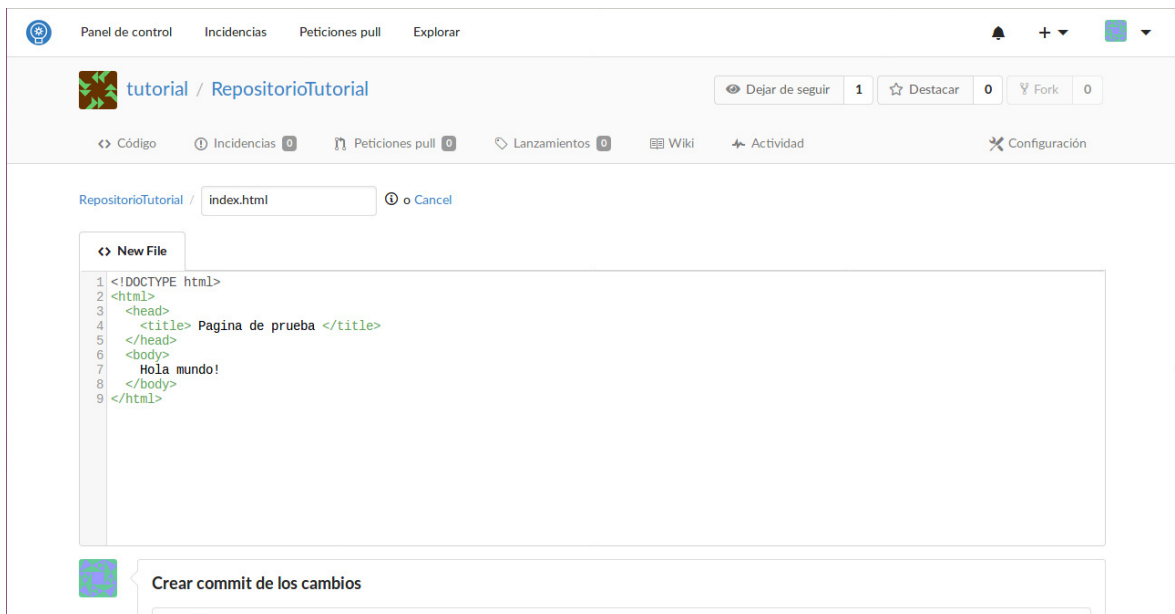 Panel de control Incidencias Peticiones pull Explorar
tutorial / RepositorioTutorial Dejar de seguir 1 Destacar 0 Fork 0
Código Incidencias 0 Peticiones pull 0 Lanzamientos 0 Wiki Actividad Configuración
RepositorioTutorial / index.html o Cancel
New File
1 <!DOCTYPE html>
2 <html>
3 <head>
4 <title> Pagina de prueba </title>
5 </head>
6 <body>
7 Hola mundo!
8 </body>
9 </html>
Crear commit de los cambios